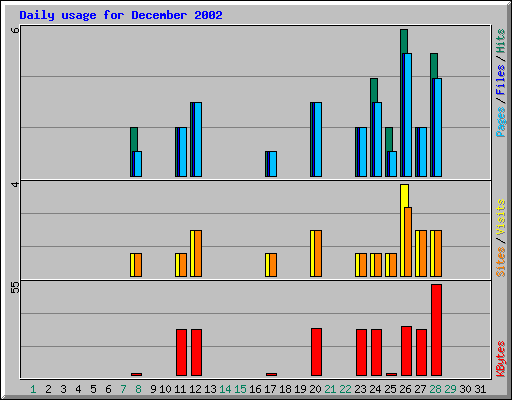 Daily usage for December 2002
6
4
55
Pages / Files / Hits
Sites / Visits
KBytes
1 2 3 4 5 6 7 8 9 10 11 12 13 14 15 16 17 18 19 20 21 22 23 24 25 26 27 28 29 30 31